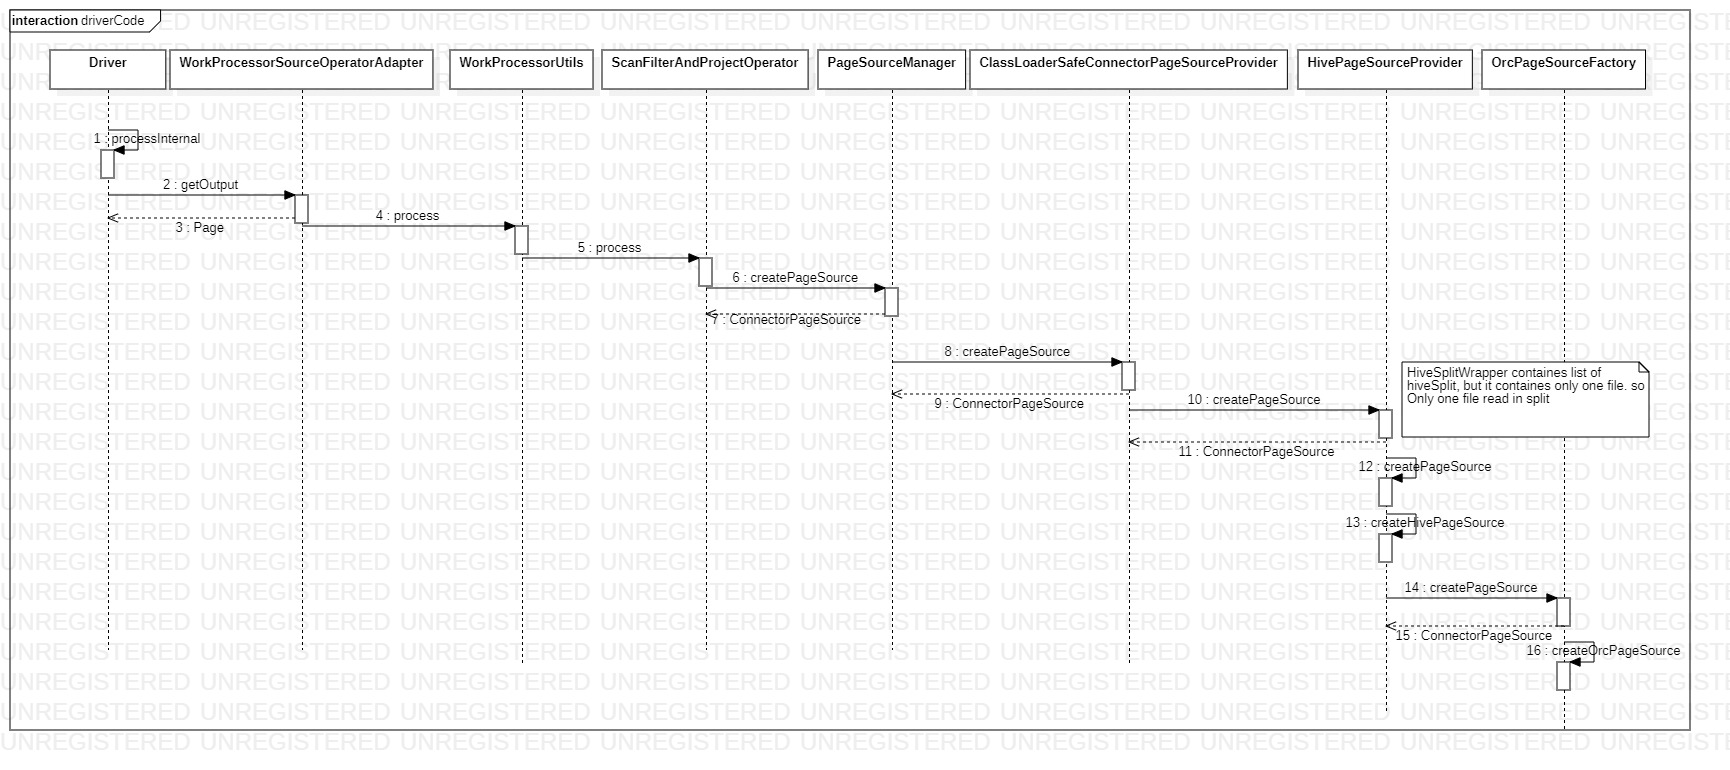 interaction driverCode
Driver
WorkProcessorSourceOperatorAdapter
WorkProcessorUtils
ScanFilterAndProjectOperator
PageSourceManager
ClassLoaderSafeConnectorPageSourceProvider
HivePageSourceProvider
OrcPageSourceFactory
1 : processInternal
2 : getOutput
3 : Page
4 : process
5 : process
6 : createPageSource
7 : ConnectorPageSource
8 : createPageSource
HiveSplitWrapper containes list of
hiveSplit, but it containes only one file. so
Only one file read in split
9 : ConnectorPageSource
10 : createPageSource
11 : ConnectorPageSource
12 : createPageSource
13 : createHivePageSource
14 : createPageSource
15 : ConnectorPageSource
16 : createOrcPageSource
UNREGISTERED